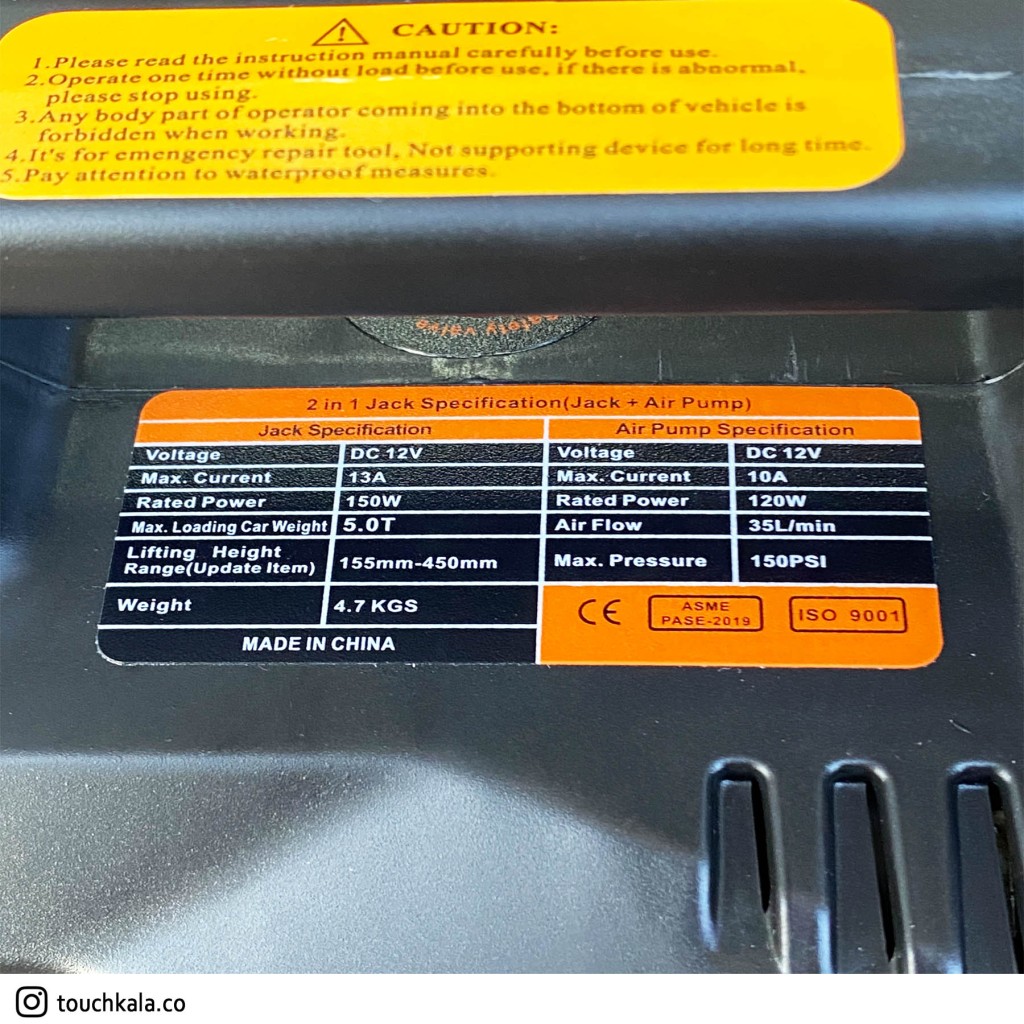 CAUTION:
1.Please read the instruction manual carefully before use.
2.Operate one time without load before use, if there is abnormal,
please stop using.
3.Any body part of operator coming into the bottom of vehicle is
forbidden when working.
4.It's for emengency repair tool, Not supporting device for long time.
5.Pay attention to waterproof measures.
Safety valve
2 in 1 Jack Specification(Jack + Air Pump)
Jack Specification Air Pump Specification
Voltage DC 12V Voltage DC 12V
Max. Current 13A Max. Current 10A
Rated Power 150W Rated Power 120W
Max. Loading Car Weight 5.0T Air Flow 35L/min
Lifting Height
Range(Update Item) 155mm-450mm Max. Pressure 150PSI
Weight 4.7 KGS
CE ASME
PASE-2019 ISO 9001
MADE IN CHINA
touchkala.co